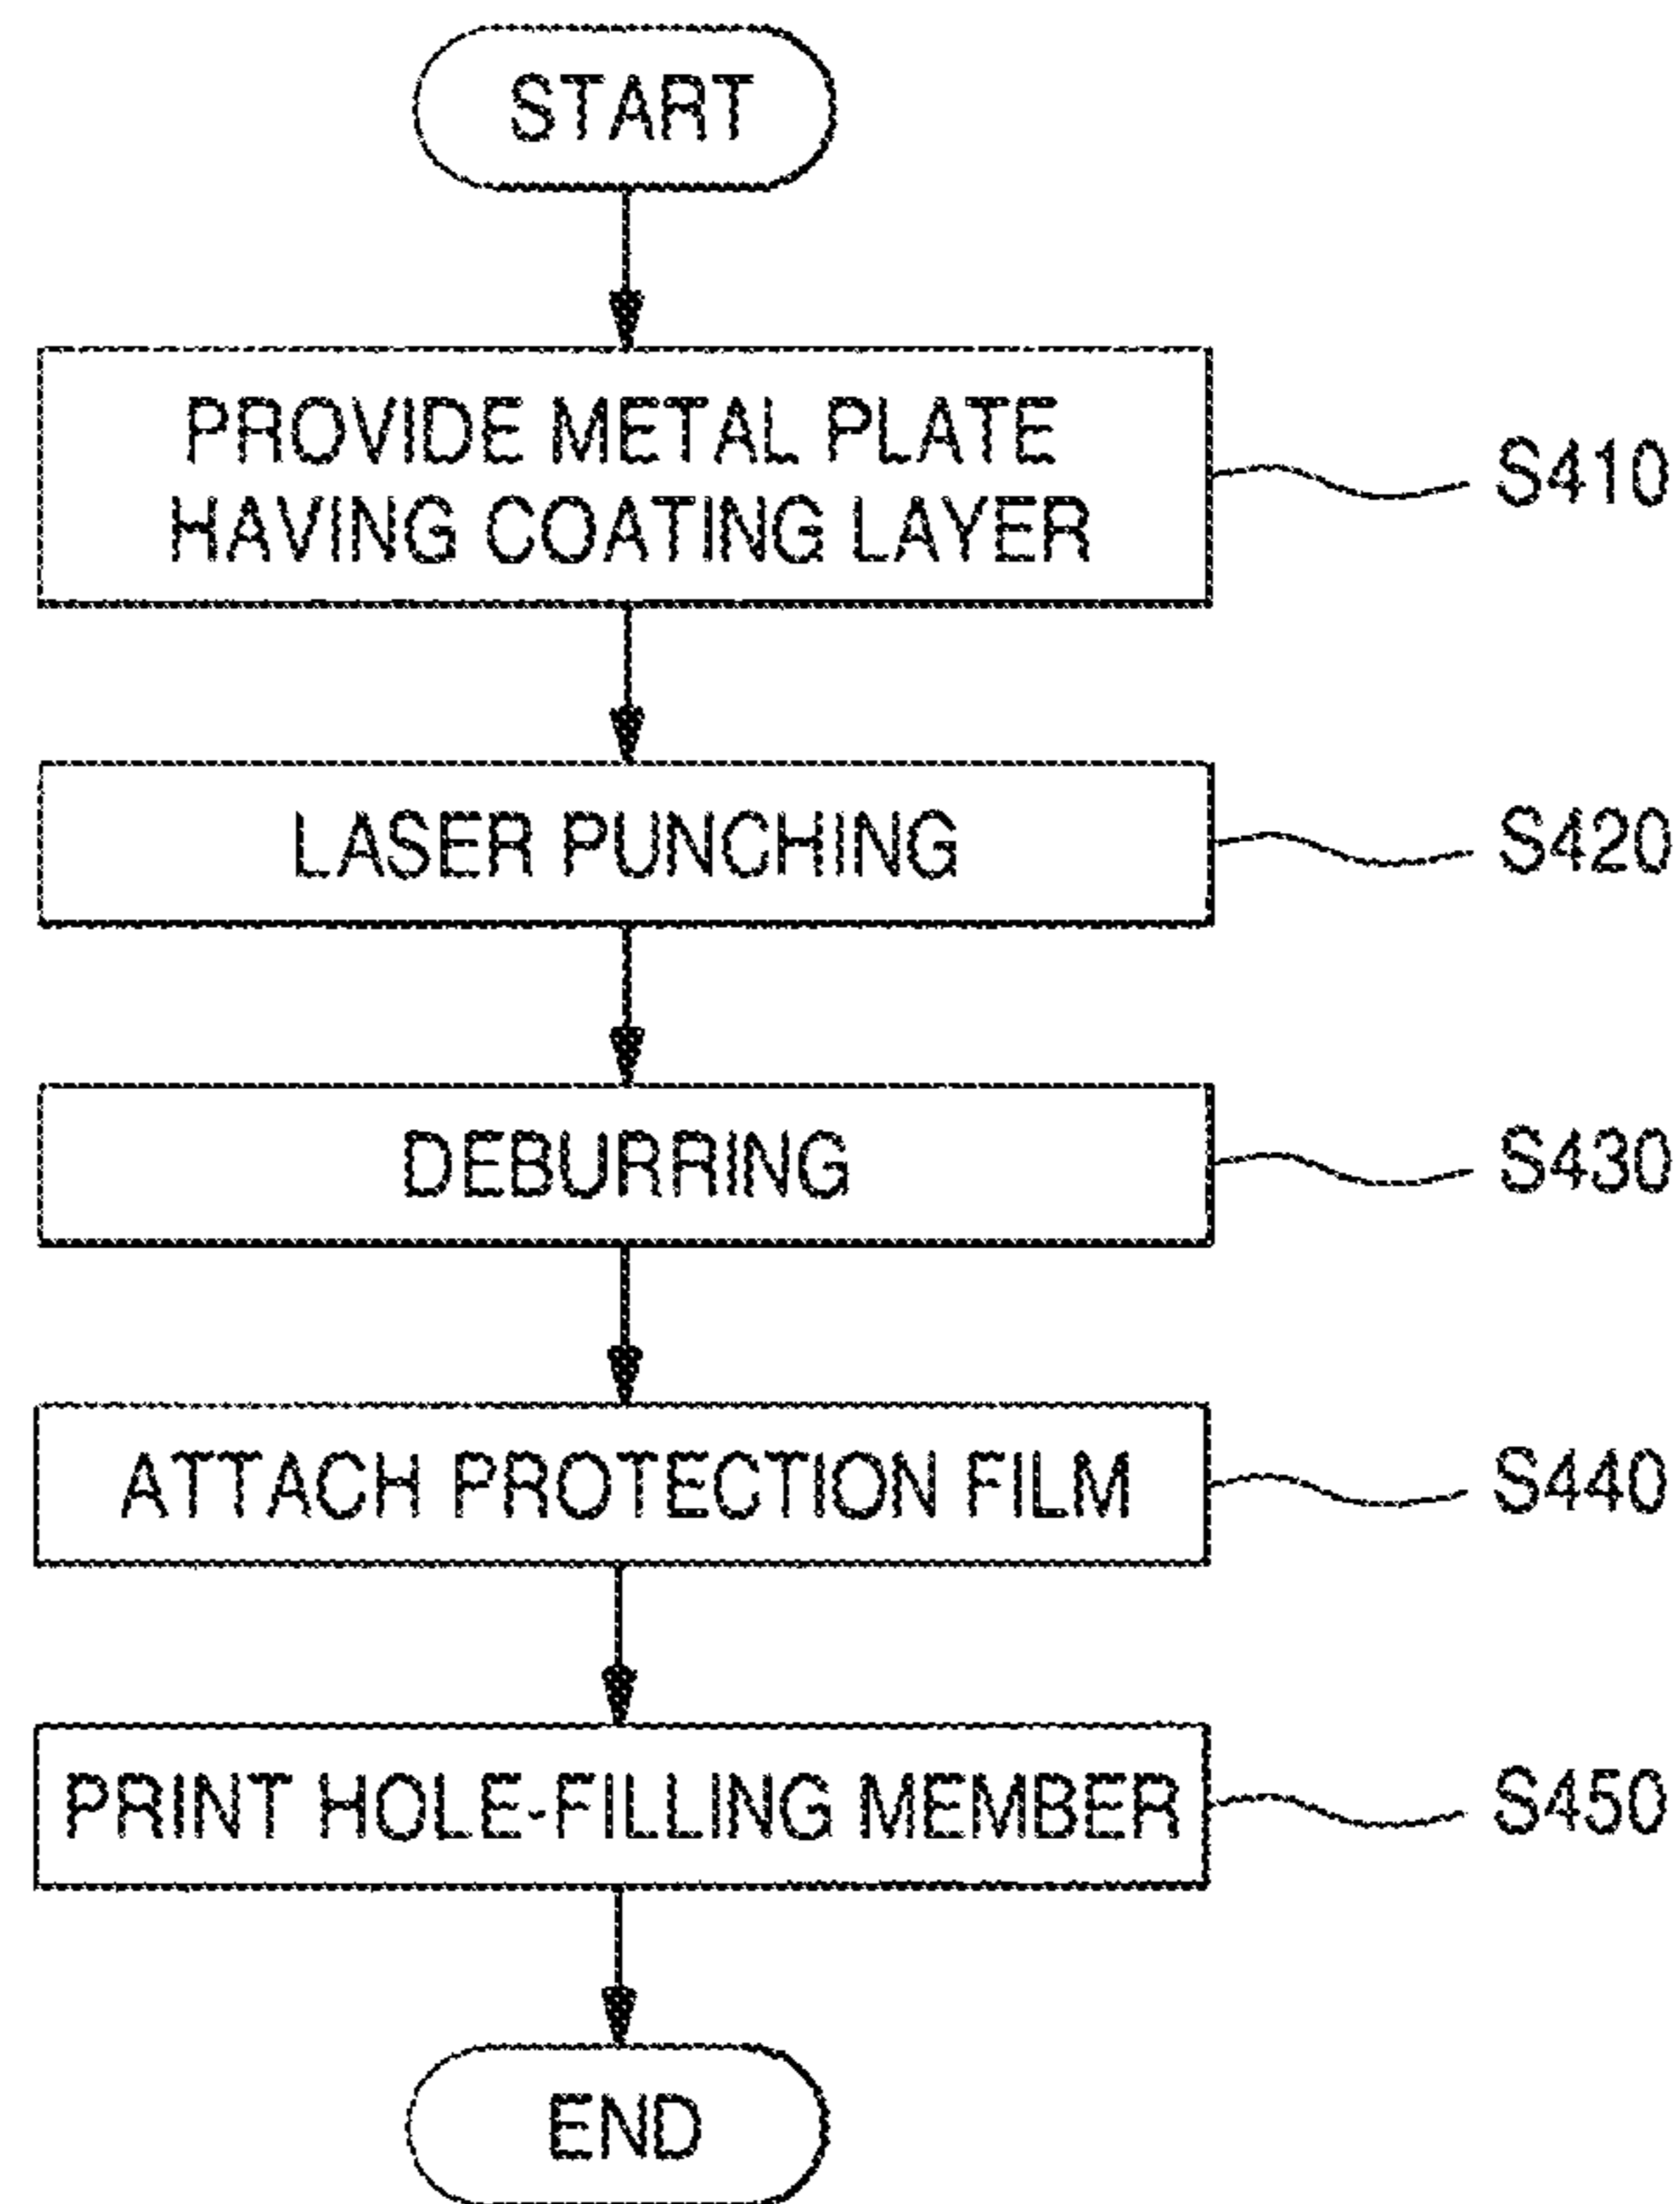 START
PROVIDE METAL PLATE
HAVING COATING LAYER
S410
LASER PUNCHING
S420
DEBURRING
S430
ATTACH PROTECTION FILM
S440
PRINT HOLE-FILLING MEMBER
S450
END